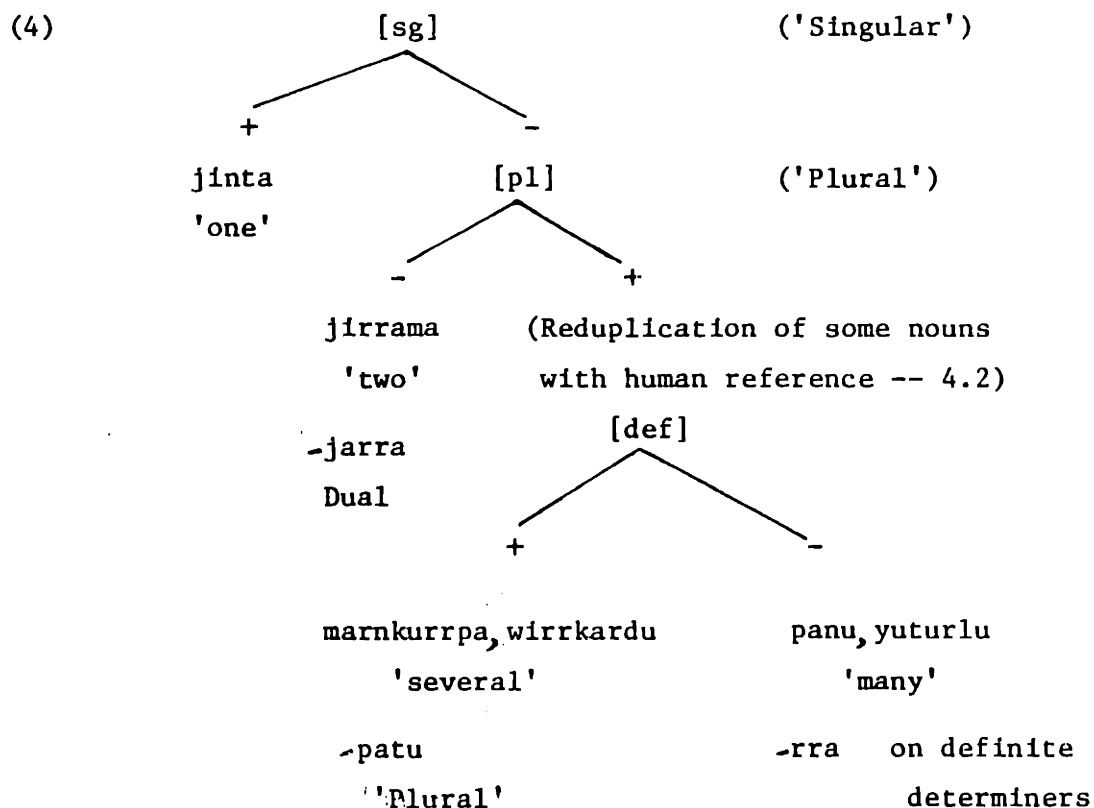 (4) [sg] ('Singular')
+ -
jinta [pl] ('Plural')
'one'
- +
jirrama (Reduplication of some nouns
'two' with human reference -- 4.2)
-jarra [def]
Dual
+ -
marnkurrpa, wirrkardu panu, yuturlu
'several' 'many'
-patu -rra on definite
'Plural' determiners